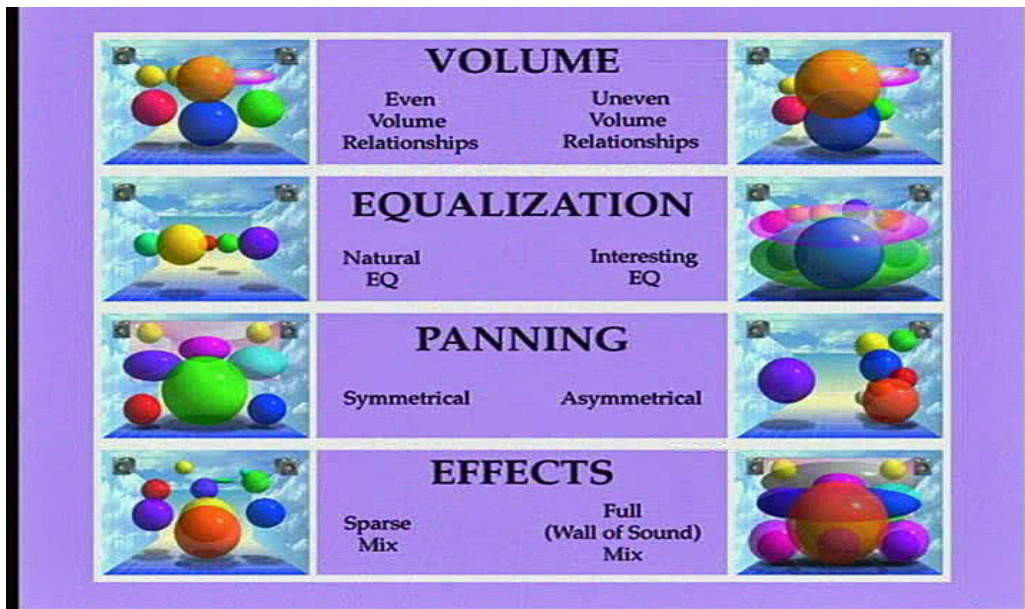 VOLUME
Even
Volume
Relationships
Uneven
Volume
Relationships
EQUALIZATION
Natural
EQ
Interesting
EQ
PANNING
Symmetrical
Asymmetrical
EFFECTS
Sparse
Mix
Full
(Wall of Sound)
Mix